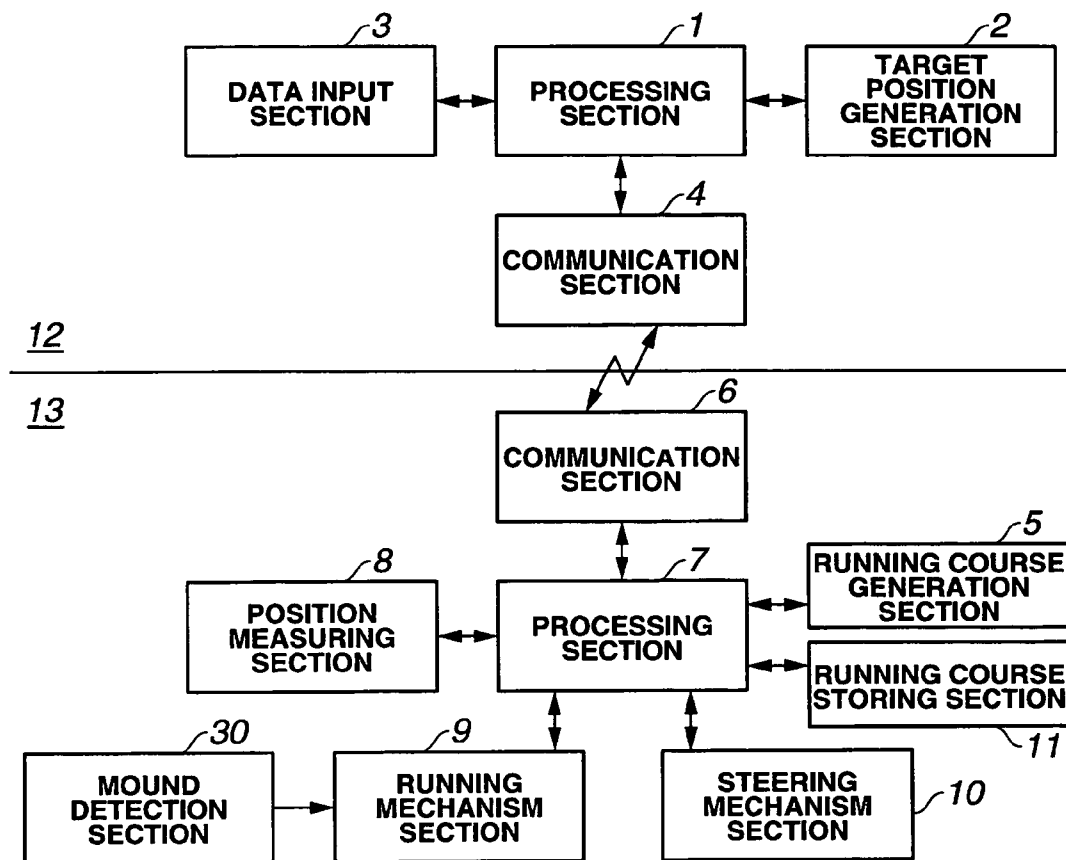 3
1
2
DATA INPUT
SECTION
PROCESSING
SECTION
TARGET
POSITION
GENERATION
SECTION
4
COMMUNICATION
SECTION
12
13
6
COMMUNICATION
SECTION
5
RUNNING COURSE
GENERATION
SECTION
8
7
POSITION
MEASURING
SECTION
PROCESSING
SECTION
RUNNING COURSE
STORING SECTION
11
30
9
MOUND
DETECTION
SECTION
RUNNING
MECHANISM
SECTION
STEERING
MECHANISM
SECTION
10